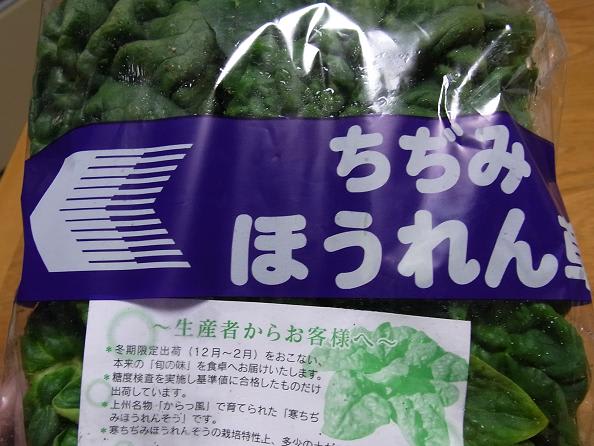 ちぢみ
ほうれん草
～生産者からお客様へ～
*冬期限定出荷(12月～2月)をおこない、
本来の「旬の味」を食卓へお届けいたします。
*糖度検査を実施し基準値に合格したものだけ
出荷しています。
*上州名物「からっ風」で育てられた「寒ちぢ
みほうれんそう」です。
*寒ちぢみほうれんそうの栽培特性上、多少の